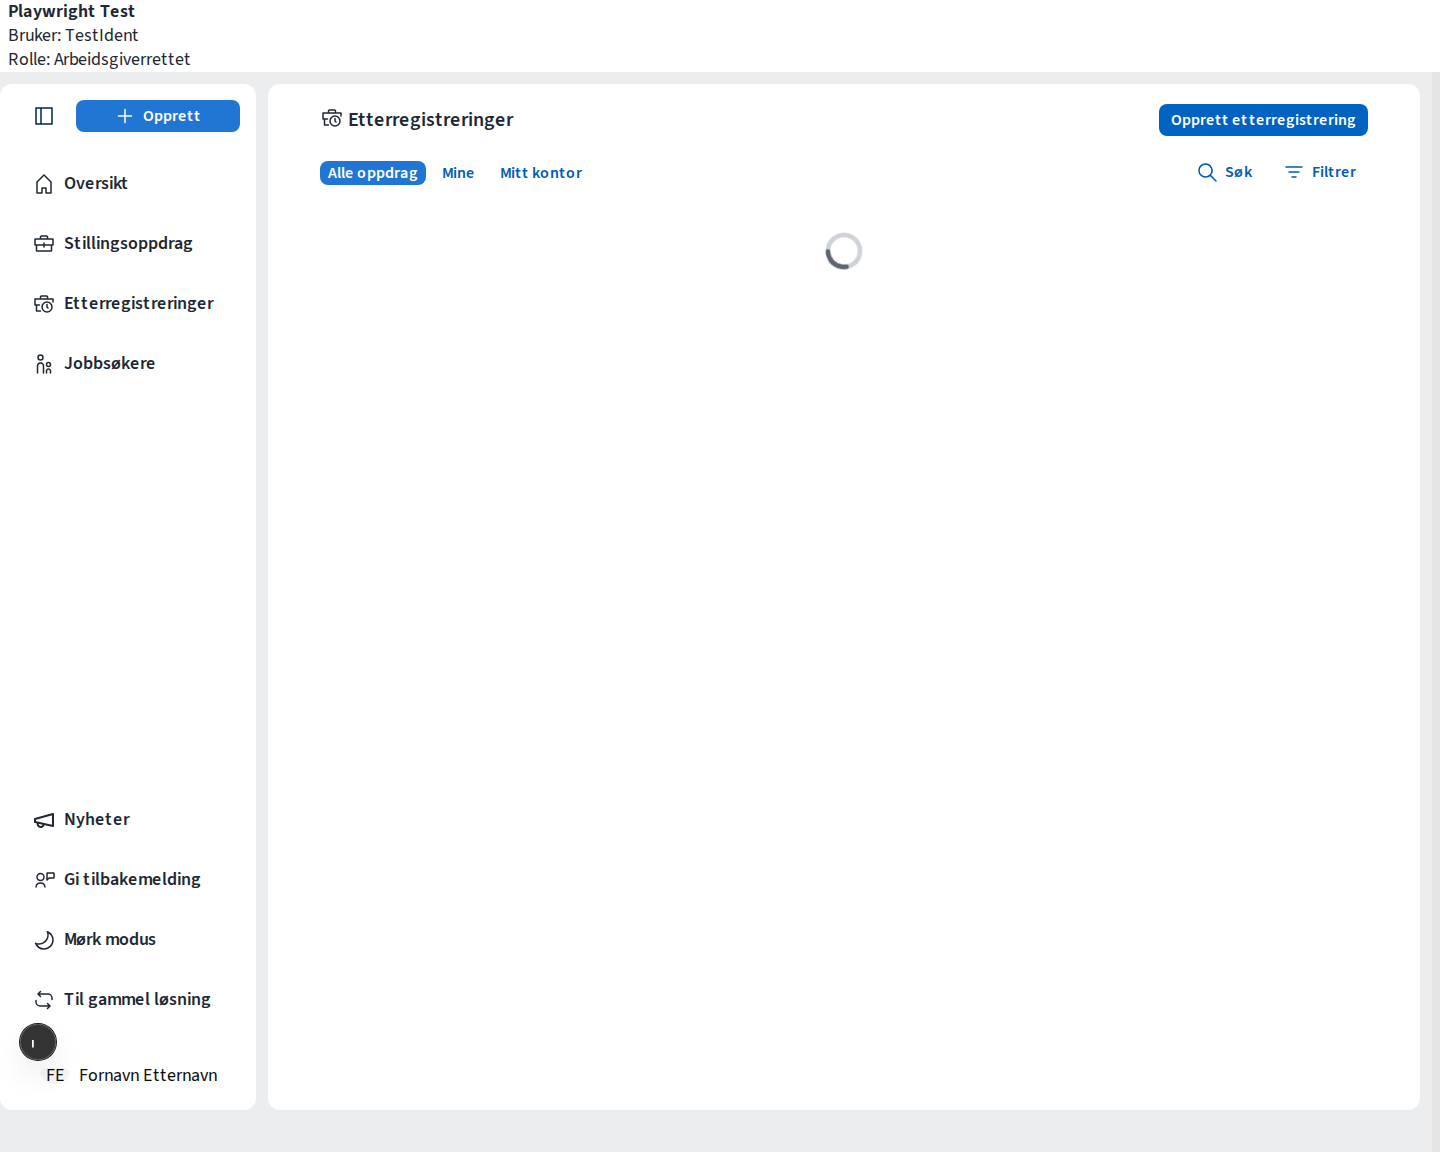 Playwright Test
Bruker: TestIdent
Rolle: Arbeidsgiverrettet
Opprett
Oversikt
Stillingsoppdrag
Etterregistreringer
Jobbsøkere
Nyheter
Gi tilbakemelding
Mørk modus
Til gammel løsning
FE Fornavn Etternavn
Etterregistreringer
Opprett etterregistrering
Alle oppdrag Mine Mitt kontor
Søk Filtrer